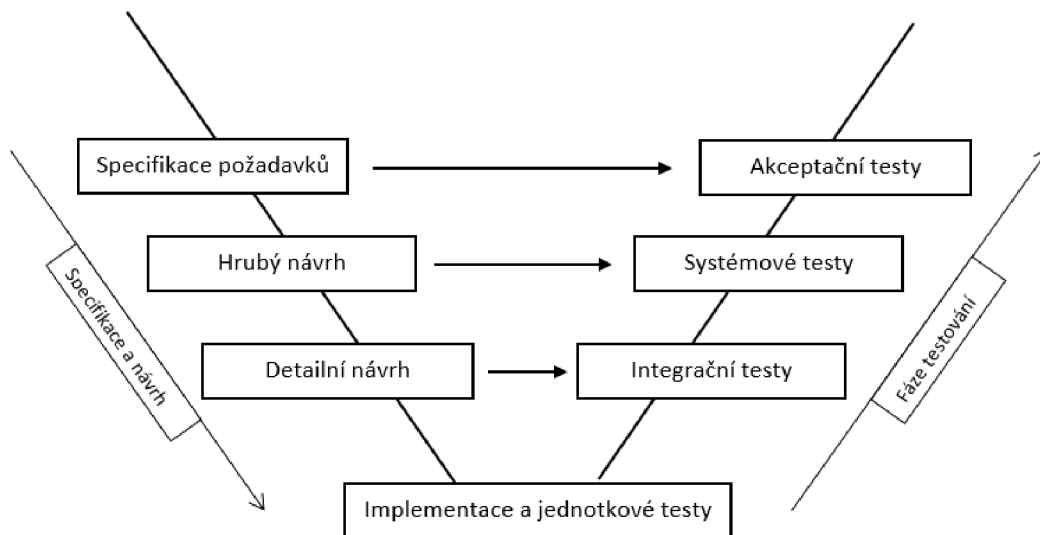 Specifikace požadavků
Akceptační testy
Hrubý návrh
Systémové testy
Specifikace a návrh
Fáze testování
Detailní návrh
Integrační testy
Implementace a jednotkové testy